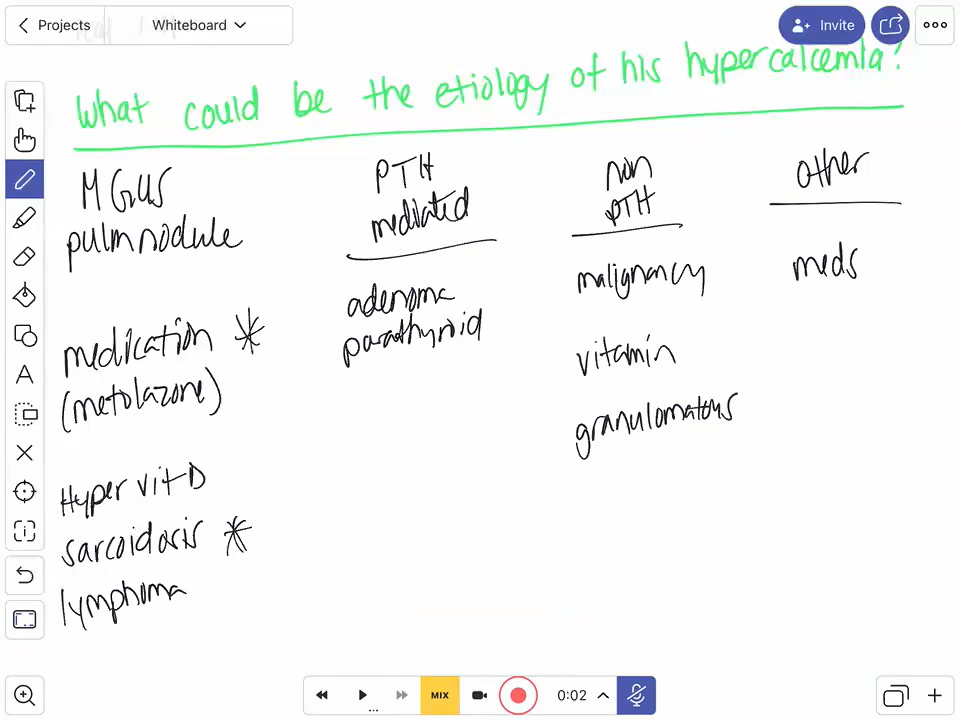 Projects
Whiteboard
Invite
What could be the etiology of his hypercalcemia?
MGUS
pulm nodule
medication *
(metolazone)
Hyper vit D
sarcoidosis *
lymphoma
PTH
mediated
adenoma
parathyroid
non
PTH
malignancy
vitamin
granulomatous
other
meds
MIX
0:02